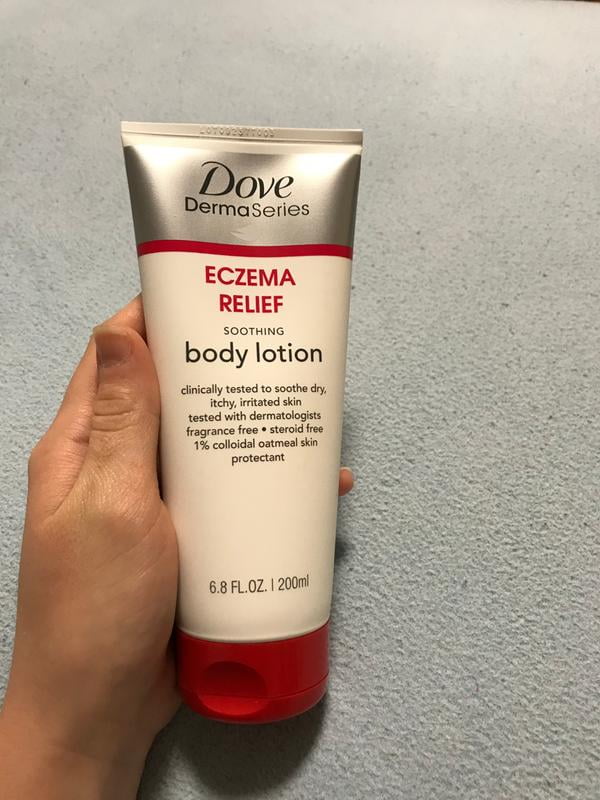 Dove
DermaSeries
ECZEMA
RELIEF
SOOTHING
body lotion
clinically tested to soothe dry,
itchy, irritated skin
tested with dermatologists
fragrance free • steroid free
1% colloidal oatmeal skin
protectant
6.8 FL.OZ. | 200ml